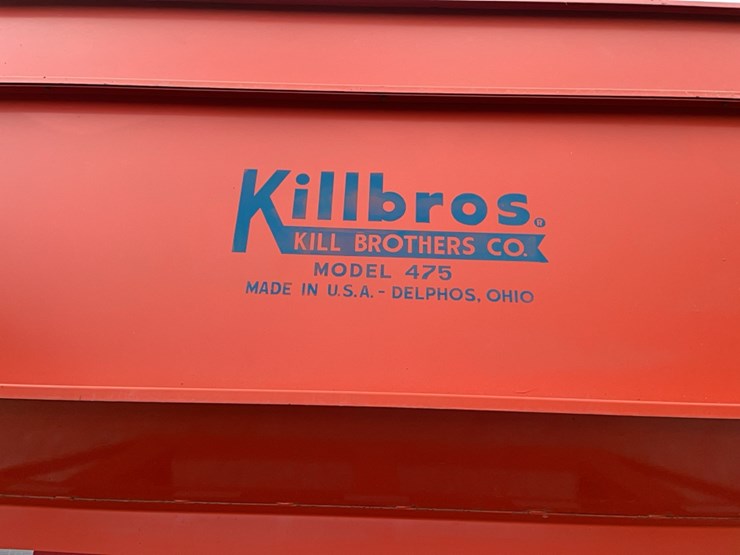 Killbros.®
KILL BROTHERS CO.
MODEL 475
MADE IN U.S.A. - DELPHOS, OHIO